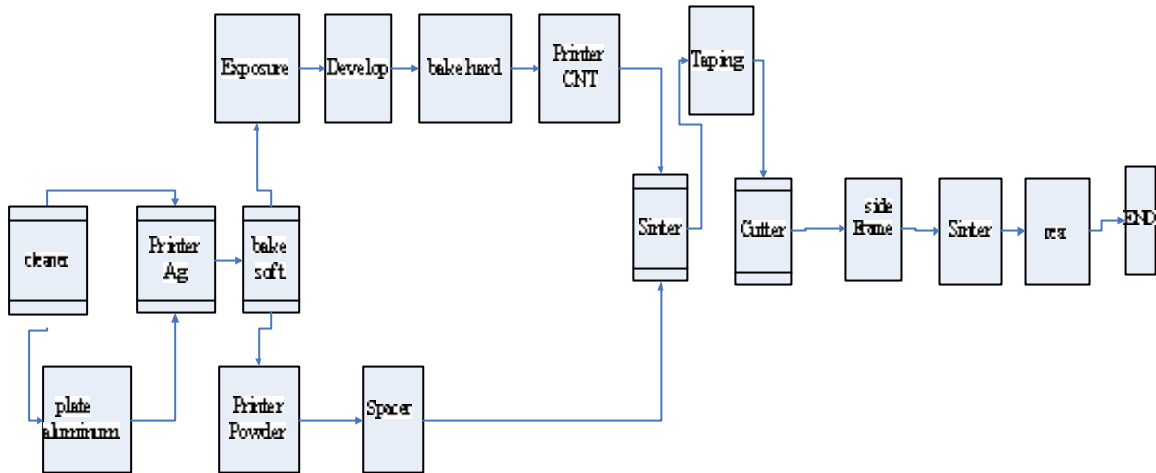 Exposure
Develop
bake hard
Printer
CNT
Taping
cleaner
Printer
Ag
bake
soft
Sinter
Cutter
side
Frame
Sinter
rear
END
plate
aluminum
Printer
Powder
Spacer